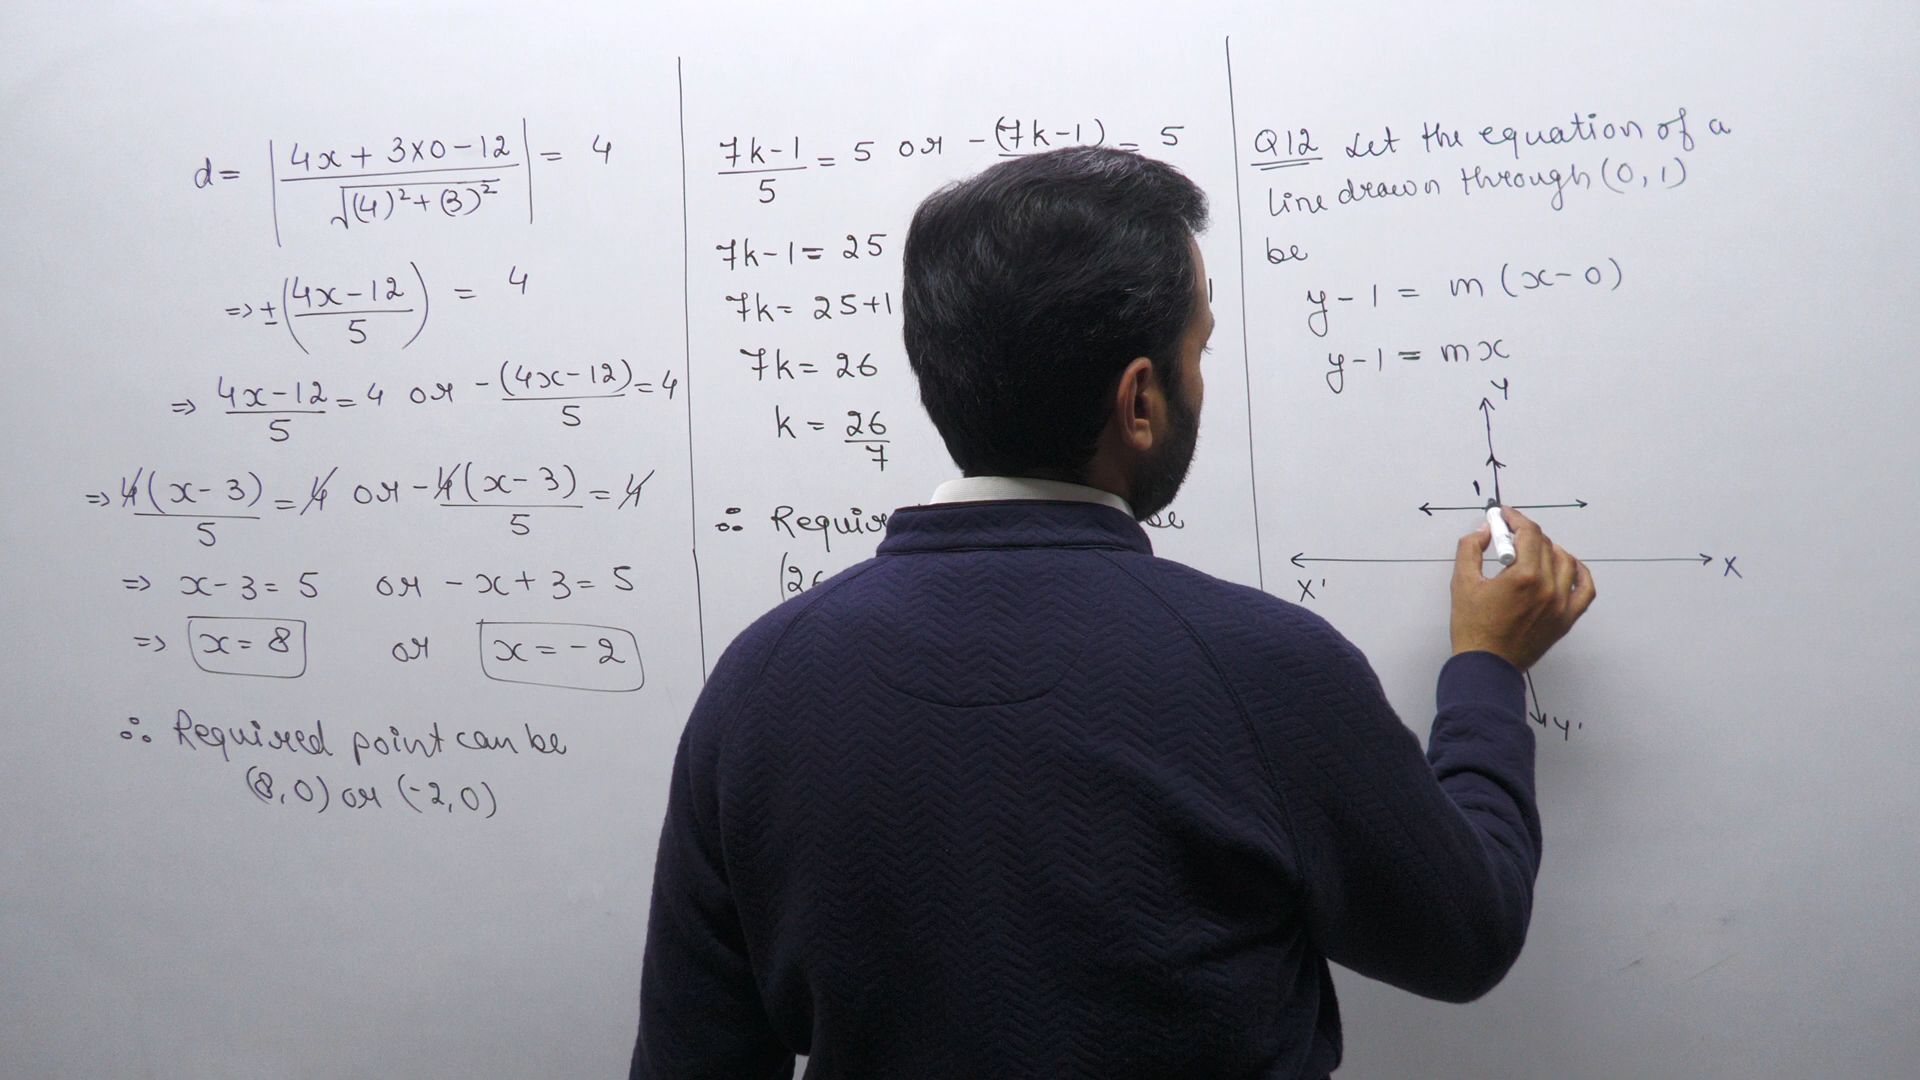 d = |4x + 3×0 - 12 / √(4)² + (3)²| = 4
=> ±(4x - 12 / 5) = 4
=> 4x - 12 / 5 = 4 or -(4x - 12) / 5 = 4
=> 4(x - 3) / 5 = 4 or -4(x - 3) / 5 = 4
=> x - 3 = 5 or - x + 3 = 5
=> x = 8 or x = - 2
∴ Required point can be
(8, 0) or (-2, 0)
7k - 1 / 5 = 5 or -(7k - 1) = 5
7k - 1 = 25
7k = 25 + 1
7k = 26
k = 26 / 7
∴
Q12 Let the equation of a
line drawn through (0, 1)
be
y - 1 = m (x - 0)
y - 1 = mx
Y
1
X' X
Y'